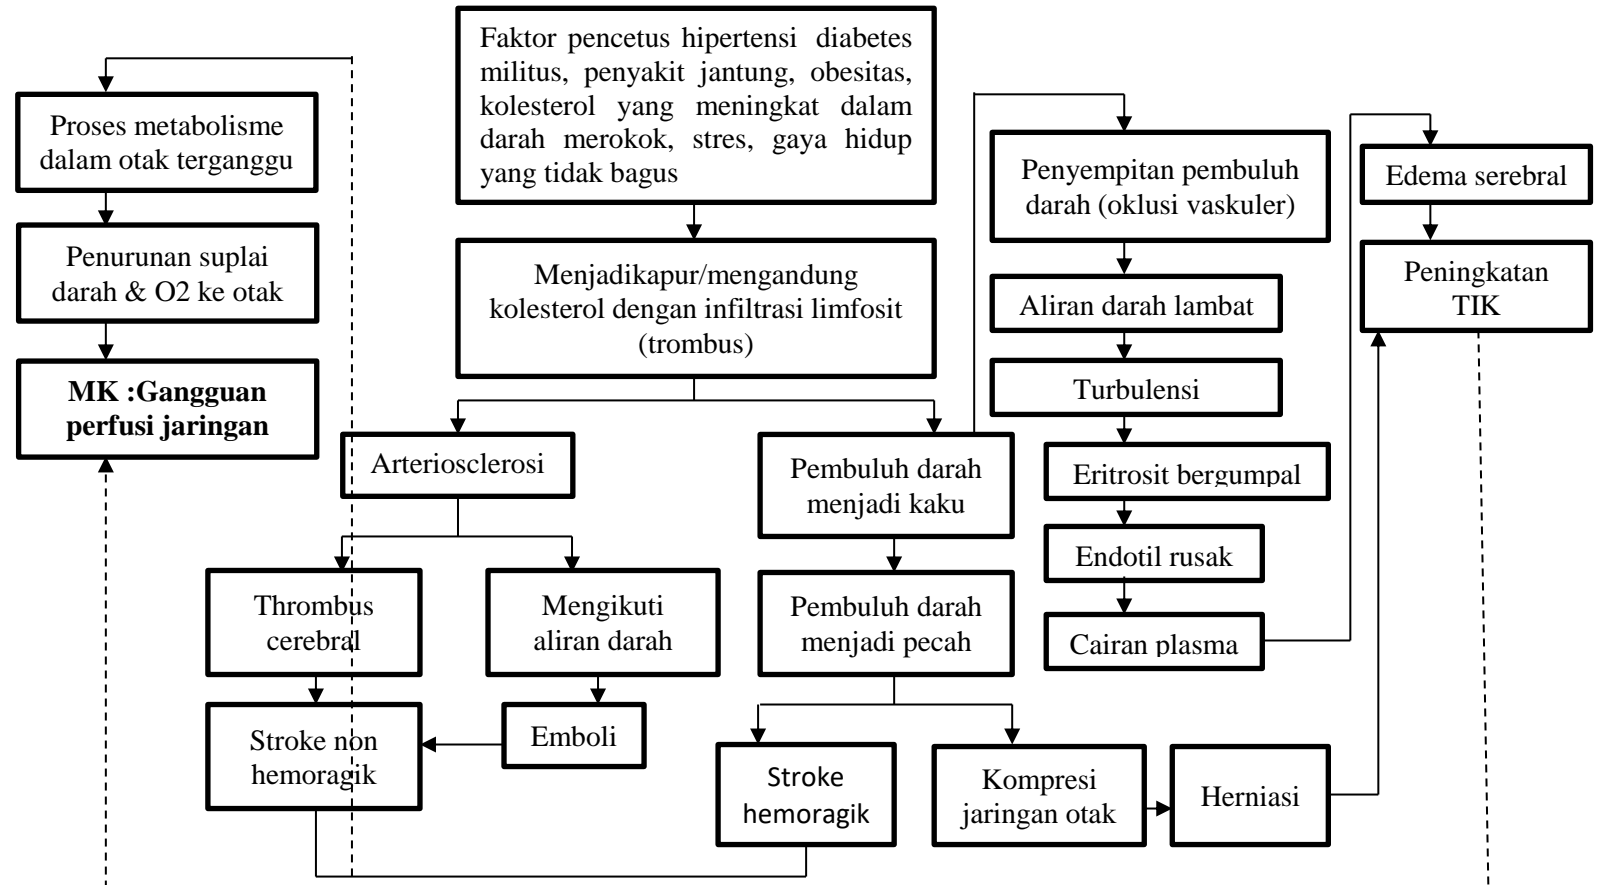 Faktor pencetus hipertensi diabetes
militus, penyakit jantung, obesitas,
kolesterol yang meningkat dalam
darah merokok, stres, gaya hidup
yang tidak bagus
Proses metabolisme
dalam otak terganggu
Penurunan suplai
darah & O2 ke otak
MK :Gangguan
perfusi jaringan
Menjadikapur/mengandung
kolesterol dengan infiltrasi limfosit
(trombus)
Penyempitan pembuluh
darah (oklusi vaskuler)
Aliran darah lambat
Turbulensi
Eritrosit bergumpal
Endotil rusak
Cairan plasma
Edema serebral
Peningkatan
TIK
Arteriosclerosi
Pembuluh darah
menjadi kaku
Thrombus
cerebral
Mengikuti
aliran darah
Pembuluh darah
menjadi pecah
Stroke non
hemoragik
Emboli
Stroke
hemoragik
Kompresi
jaringan otak
Herniasi